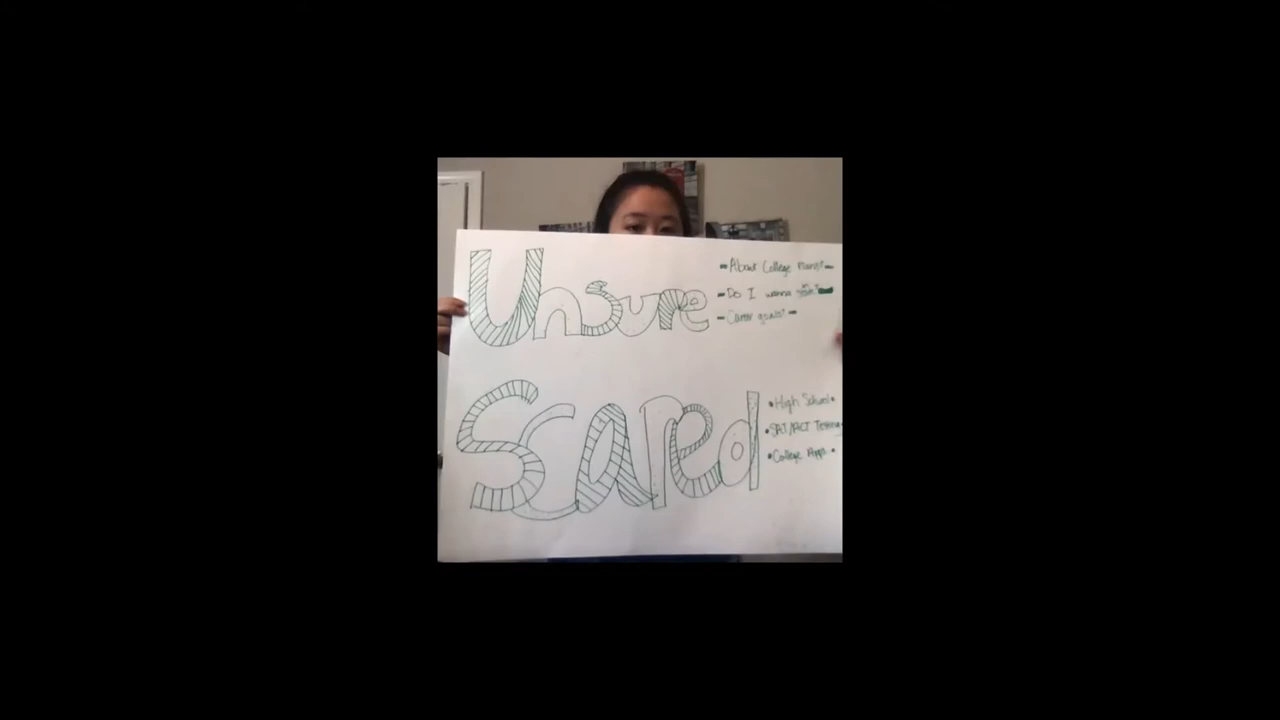 Unsure
- About College Plans? -
- Do I wanna
- Career goals? -
Scared
• High School •
• SAT/ACT Testing
• College Apps •